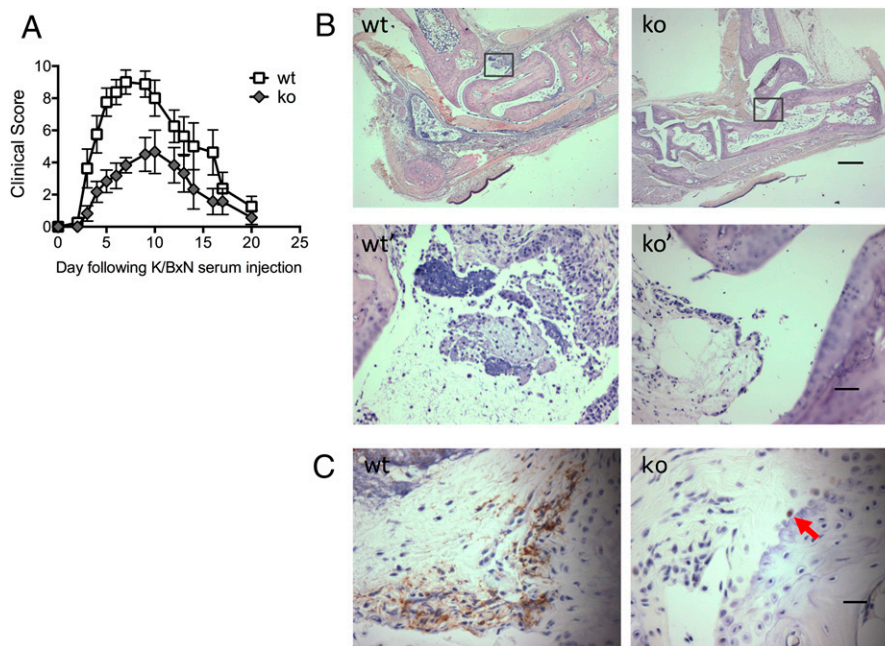 A
wt
ko
Clinical Score
10
8
6
4
2
0
0 5 10 15 20 25
Day following K/BxN serum injection
B
wt
ko
wt
ko
C
wt
ko